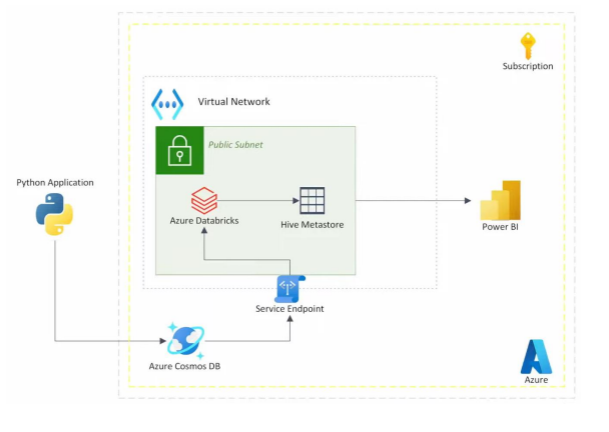 Subscription
Virtual Network
Public Subnet
Python Application
Azure Databricks
Hive Metastore
Power BI
Service Endpoint
Azure Cosmos DB
Azure